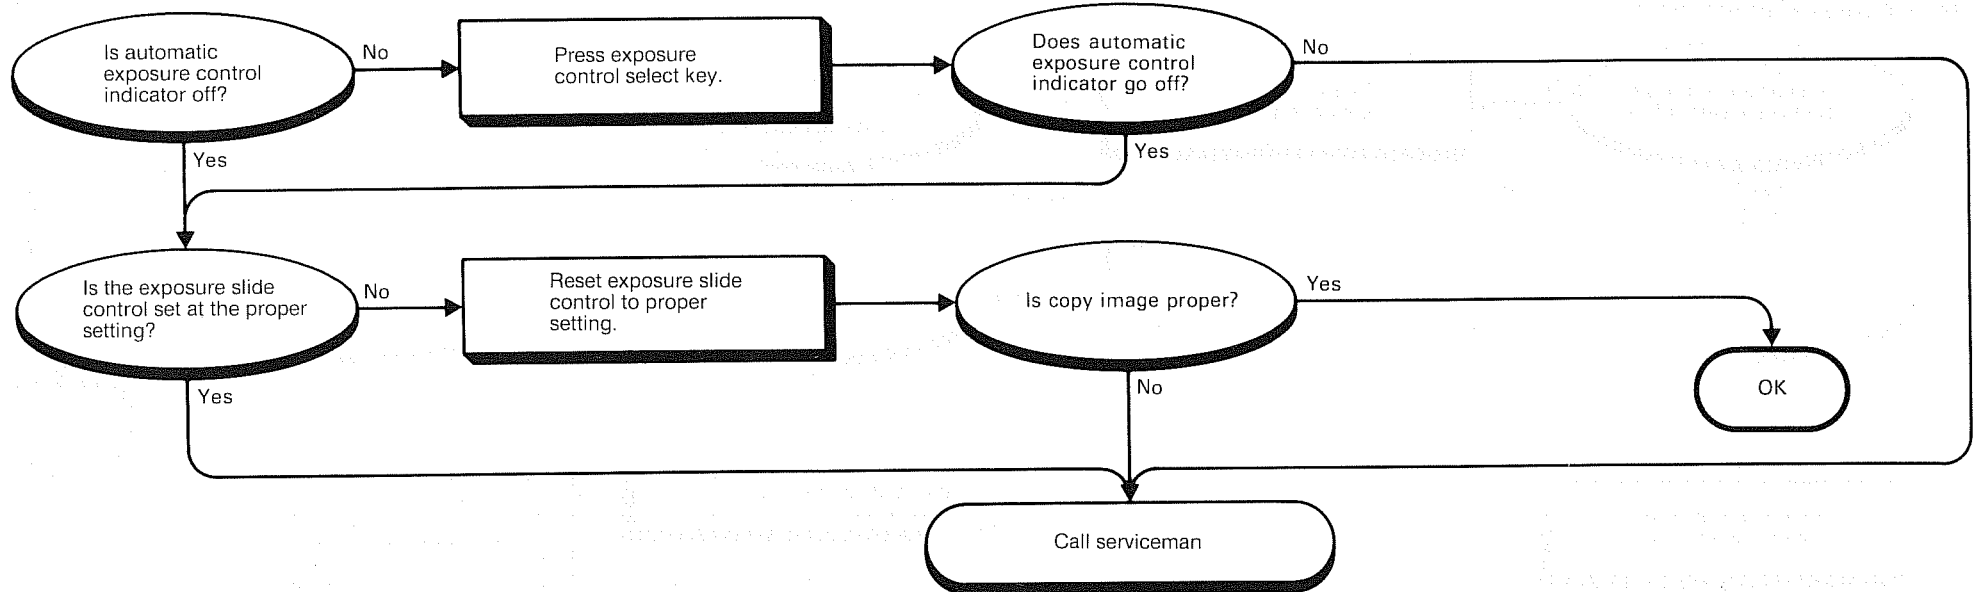 Is automatic
exposure control
indicator off?
No
Press exposure
control select key.
Does automatic
exposure control
indicator go off?
No
Yes
Yes
Is the exposure slide
control set at the proper
setting?
No
Reset exposure slide
control to proper
setting.
Is copy image proper?
Yes
OK
Yes
No
Call serviceman